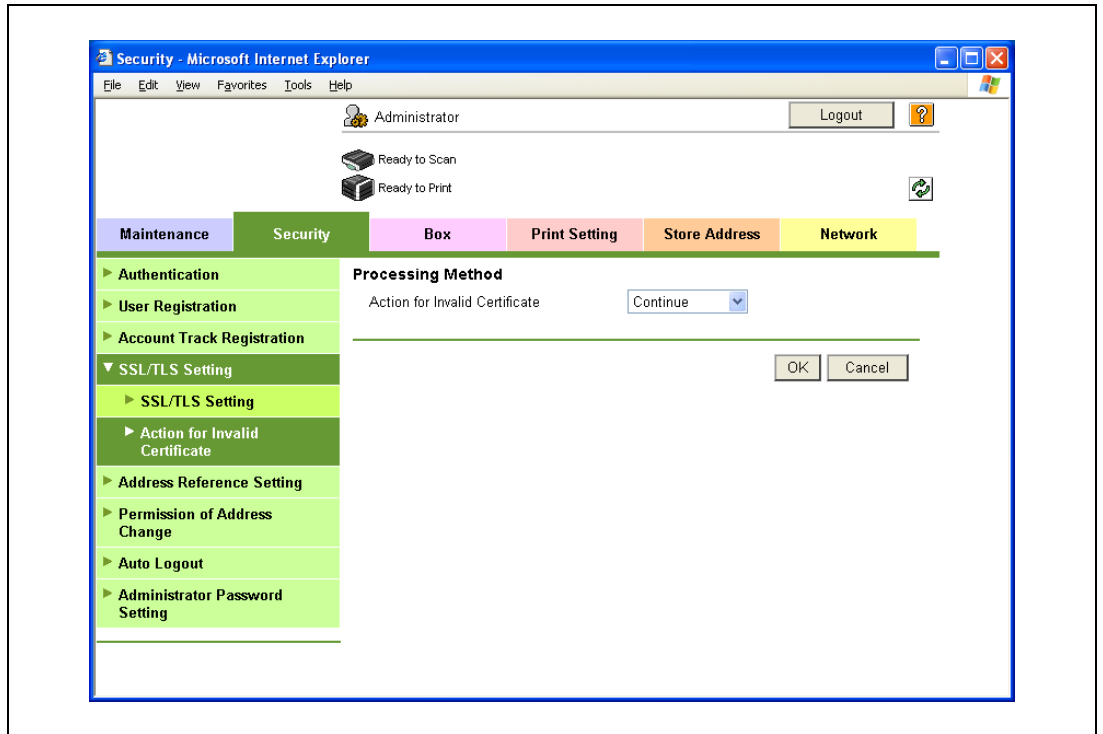 Security - Microsoft Internet Explorer
File Edit View Favorites Tools Help
Administrator
Logout
?
Ready to Scan
Ready to Print
Maintenance Security Box Print Setting Store Address Network
Authentication
User Registration
Account Track Registration
SSL/TLS Setting
SSL/TLS Setting
Action for Invalid
Certificate
Address Reference Setting
Permission of Address
Change
Auto Logout
Administrator Password
Setting
Processing Method
Action for Invalid Certificate Continue
OK Cancel